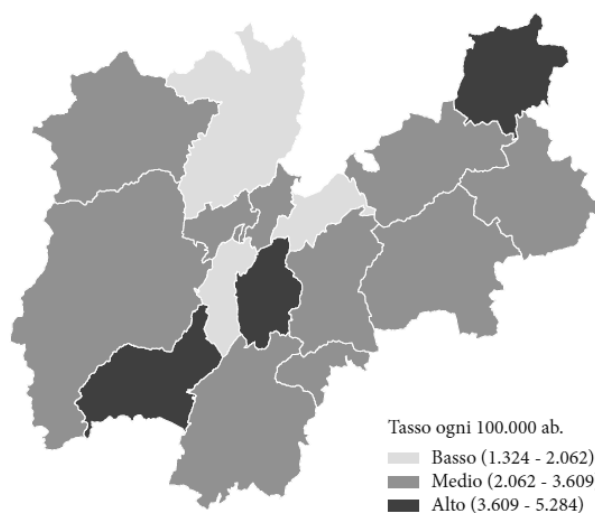 Tasso ogni 100.000 ab.
Basso (1.324 - 2.062)
Medio (2.062 - 3.609)
Alto (3.609 - 5.284)